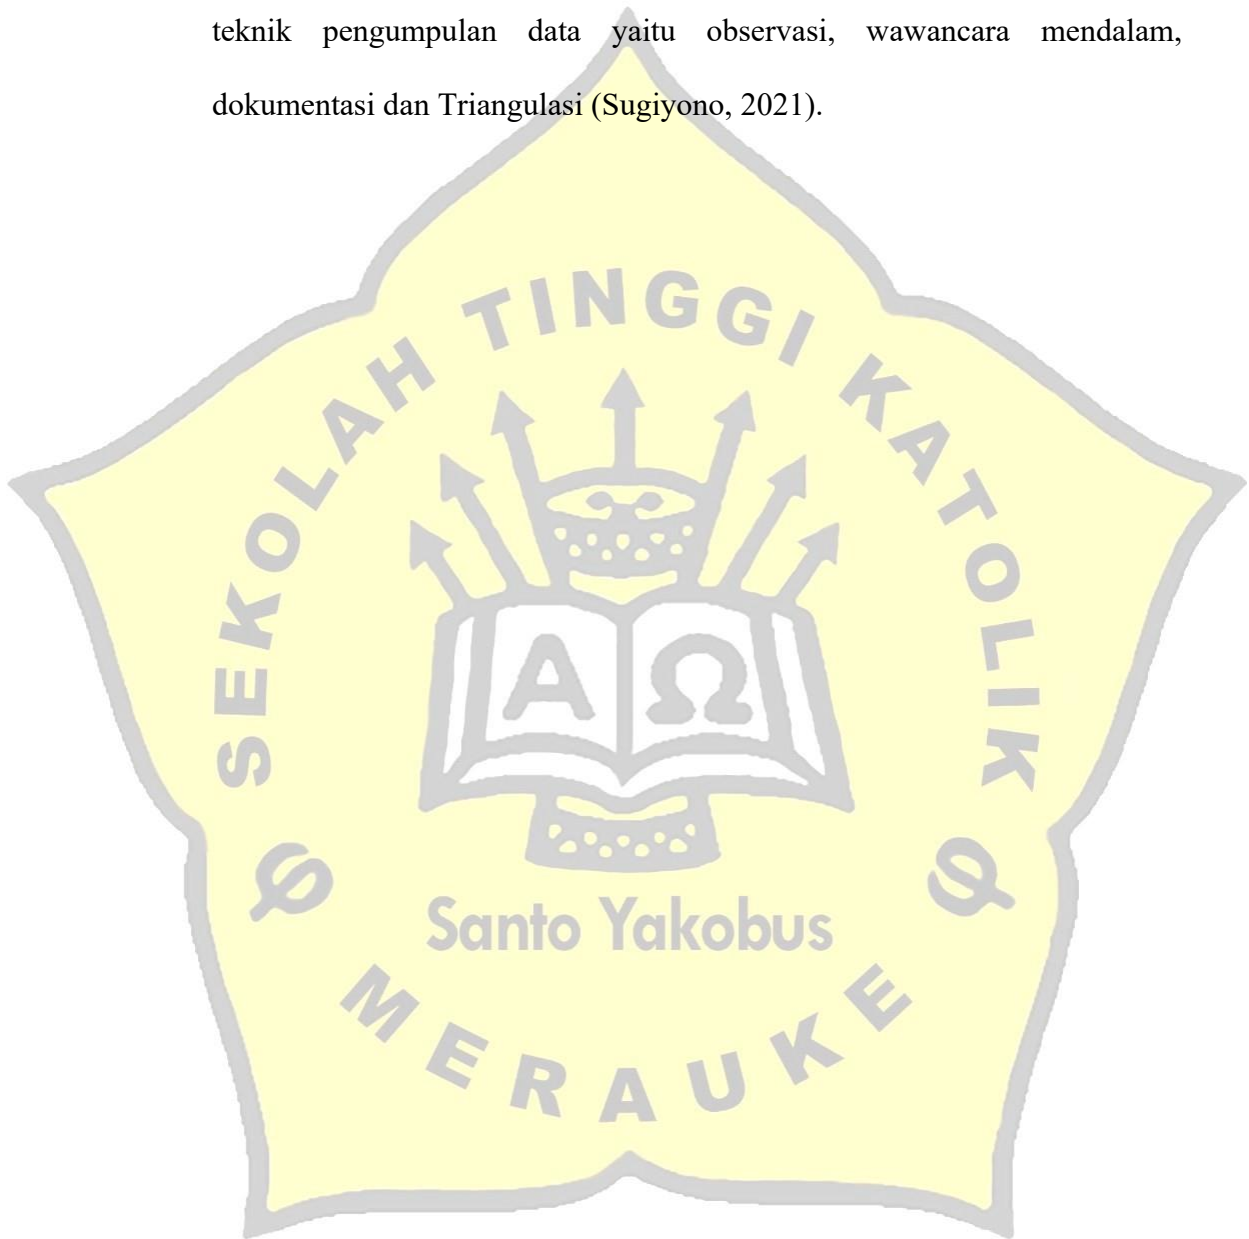 teknik pengumpulan data yaitu observasi, wawancara mendalam,
dokumentasi dan Triangulasi (Sugiyono, 2021).
SEKOLAH TINGGI KATOLIK
Α Ω
Santo Yakobus
MERAUKE